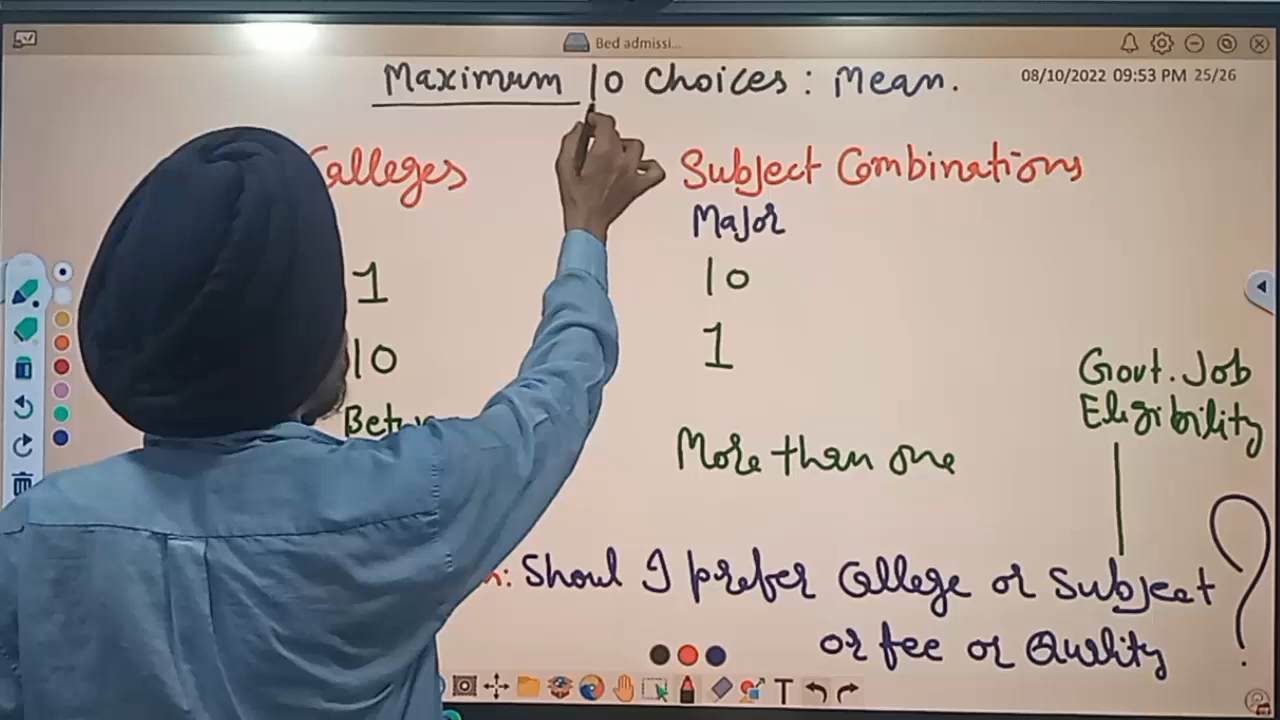 Bed admissi...
08/10/2022 09:53 PM 25/26
Maximum 10 Choices : Mean.
Colleges Subject Combinations
Major
1 10
10 1
Govt. Job
Eligibility
More than one
Shoul I prefer College or Subject
or fee or Quality ?
T